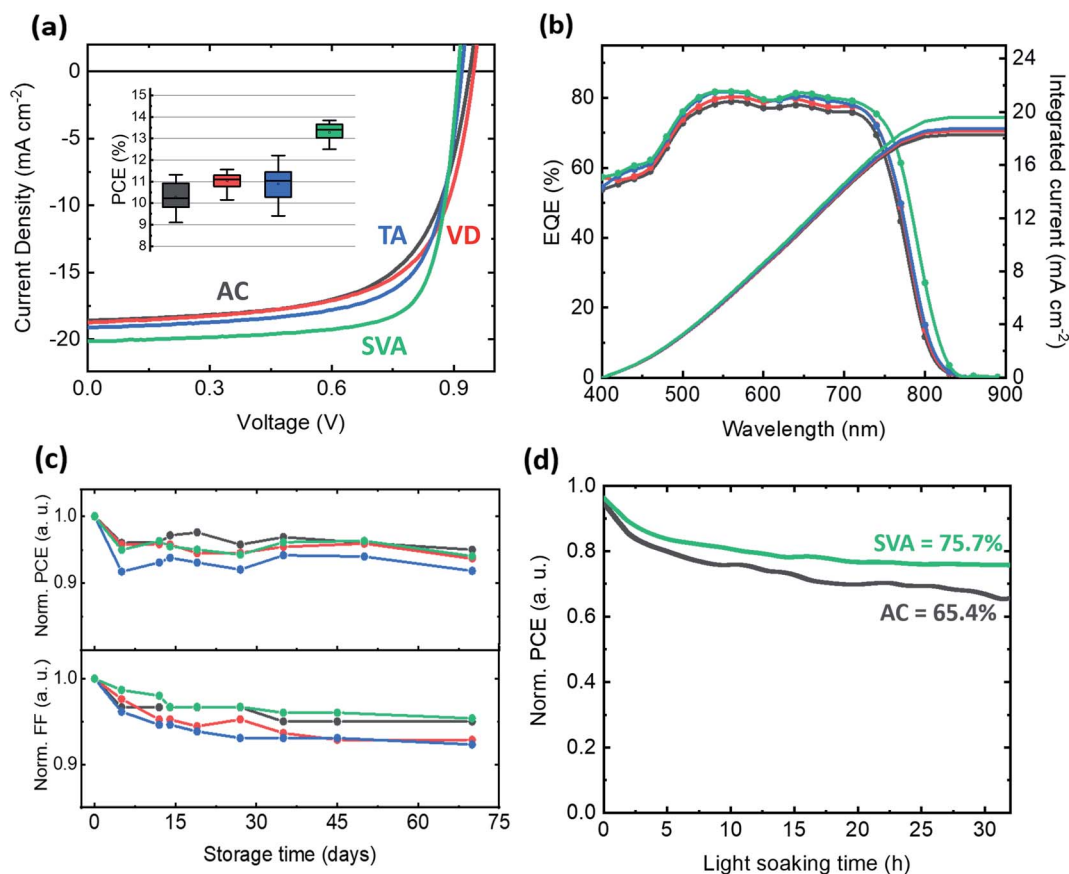 (a)
0
-5
-10
-15
-20
Current Density (mA cm-2)
0.0
0.3
0.6
0.9
Voltage (V)
15
14
13
12
11
10
9
8
PCE (%)
AC
TA
VD
SVA
(b)
80
60
40
20
0
EQE (%)
24
20
16
12
8
4
0
Integrated current (mA cm-2)
400
500
600
700
800
900
Wavelength (nm)
(c)
1.0
0.9
Norm. PCE (a. u.)
1.0
0.9
Norm. FF (a. u.)
0
15
30
45
60
75
Storage time (days)
(d)
1.0
0.8
0.6
0.4
0.2
0.0
Norm. PCE (a. u.)
SVA = 75.7%
AC = 65.4%
0
5
10
15
20
25
30
Light soaking time (h)